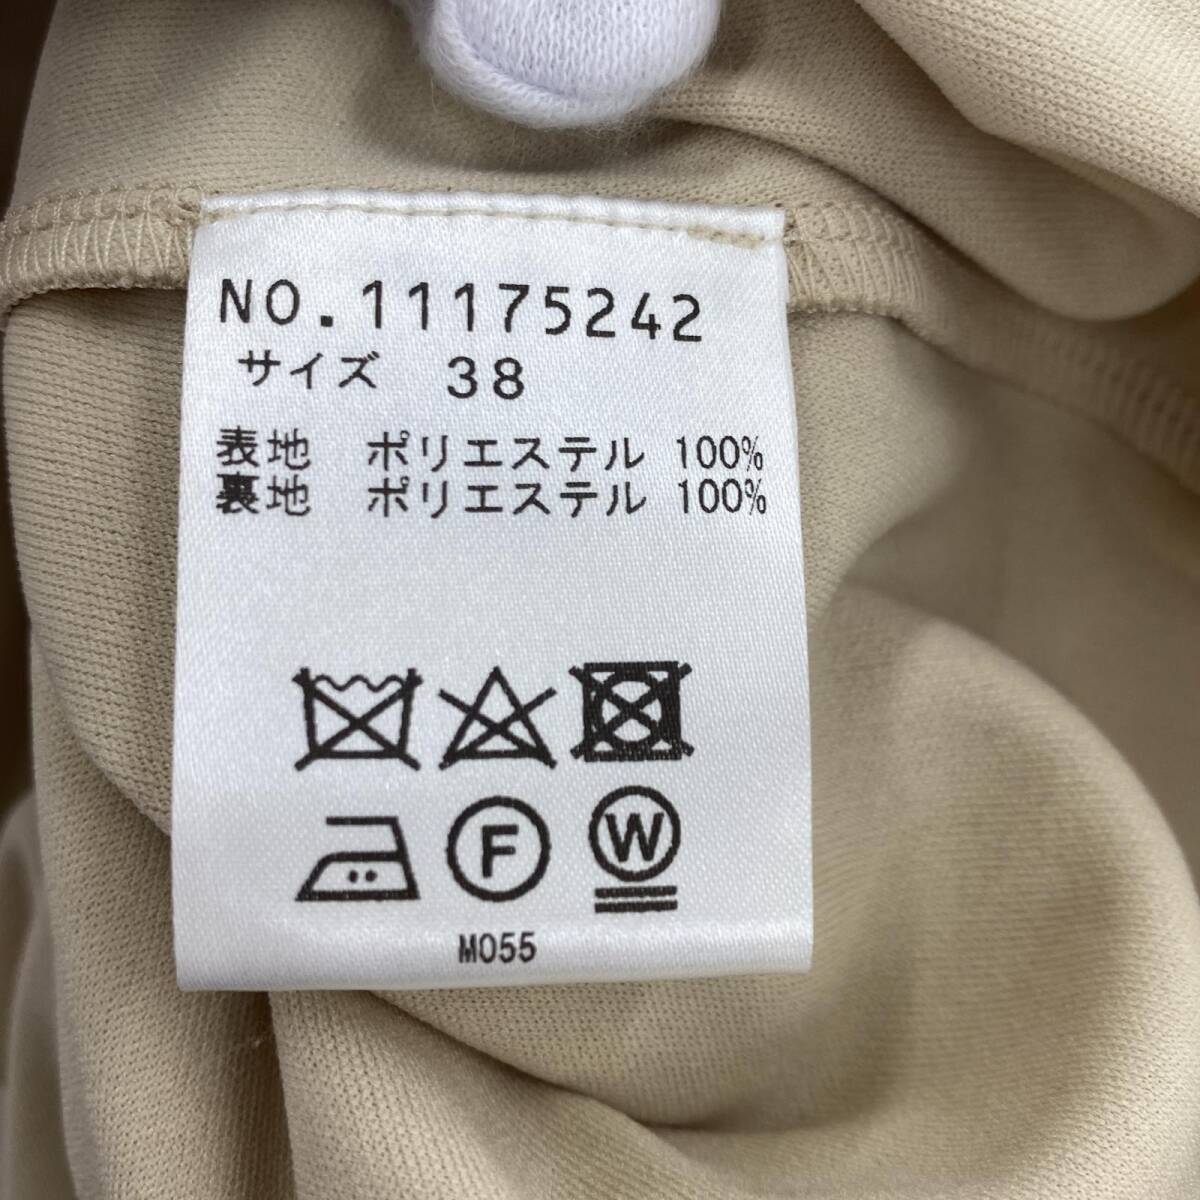 NO.11175242
サイズ 38
表地 ポリエステル 100%
裏地 ポリエステル 100%
F W
M055